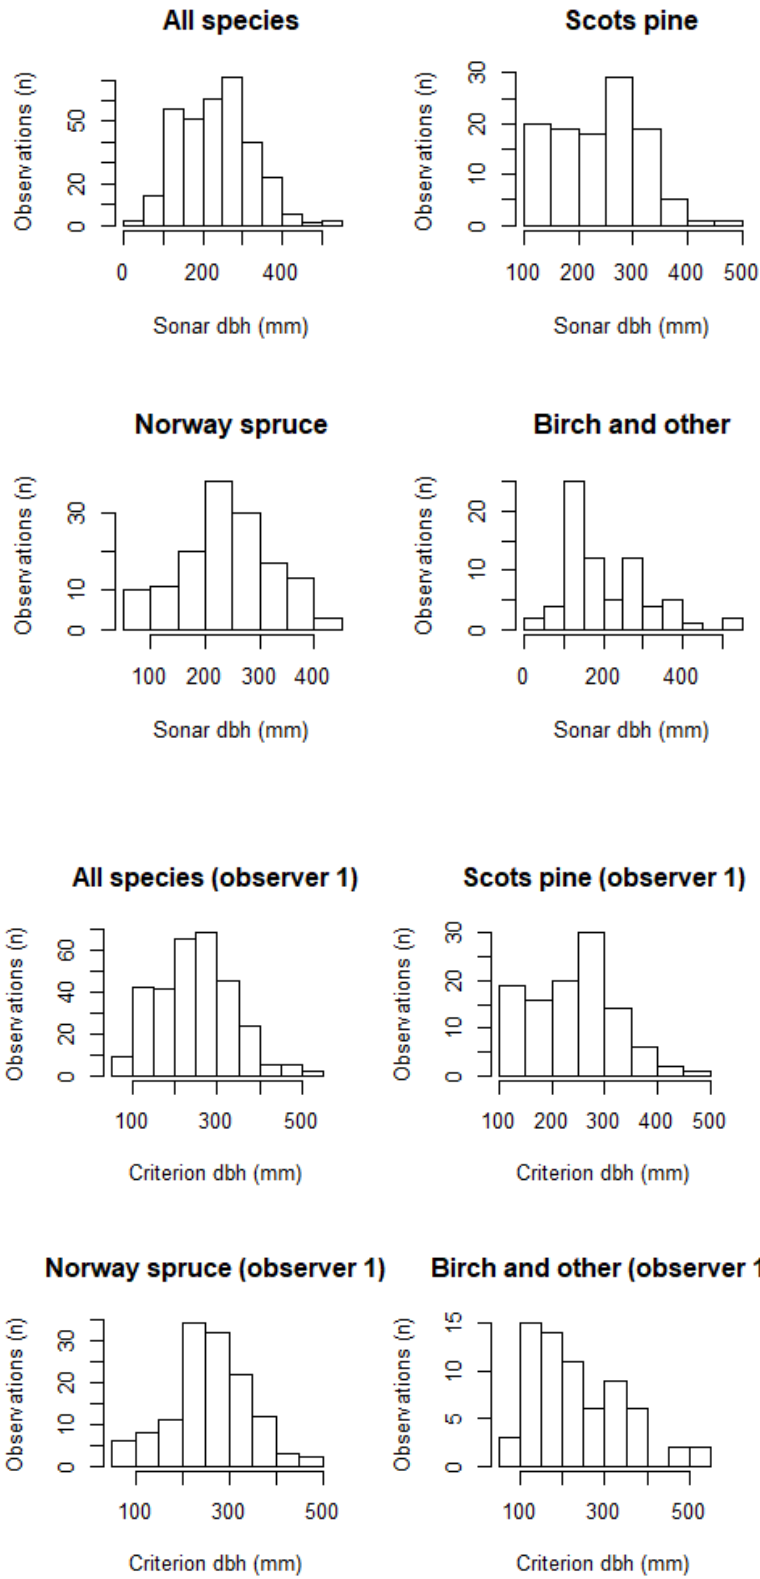 All species
Scots pine
Observations (n)
0 20 50
0 200 400
Sonar dbh (mm)
Observations (n)
0 10 20 30
100 200 300 400 500
Sonar dbh (mm)
Norway spruce
Birch and other
Observations (n)
0 10 30
100 200 300 400
Sonar dbh (mm)
Observations (n)
0 10 20
0 200 400
Sonar dbh (mm)
All species (observer 1)
Scots pine (observer 1)
Observations (n)
0 20 40 60
100 300 500
Criterion dbh (mm)
Observations (n)
0 10 20 30
100 200 300 400 500
Criterion dbh (mm)
Norway spruce (observer 1)
Birch and other (observer 1
Observations (n)
0 10 20 30
100 300 500
Criterion dbh (mm)
Observations (n)
0 5 10 15
100 300 500
Criterion dbh (mm)